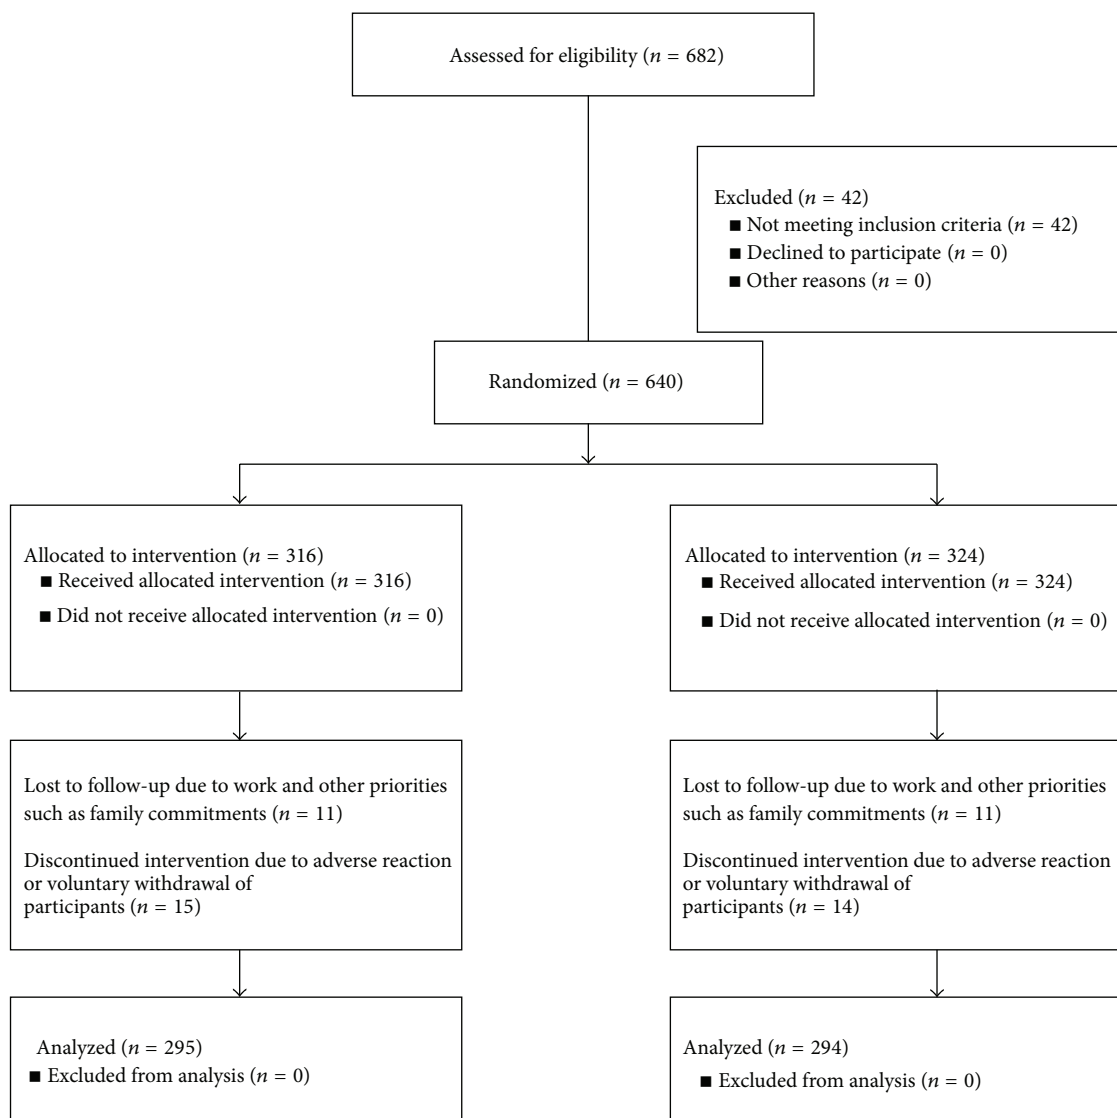 Assessed for eligibility (n = 682)
Excluded (n = 42)
■ Not meeting inclusion criteria (n = 42)
■ Declined to participate (n = 0)
■ Other reasons (n = 0)
Randomized (n = 640)
Allocated to intervention (n = 316)
■ Received allocated intervention (n = 316)
■ Did not receive allocated intervention (n = 0)
Allocated to intervention (n = 324)
■ Received allocated intervention (n = 324)
■ Did not receive allocated intervention (n = 0)
Lost to follow-up due to work and other priorities
such as family commitments (n = 11)
Discontinued intervention due to adverse reaction
or voluntary withdrawal of
participants (n = 15)
Lost to follow-up due to work and other priorities
such as family commitments (n = 11)
Discontinued intervention due to adverse reaction
or voluntary withdrawal of
participants (n = 14)
Analyzed (n = 295)
■ Excluded from analysis (n = 0)
Analyzed (n = 294)
■ Excluded from analysis (n = 0)